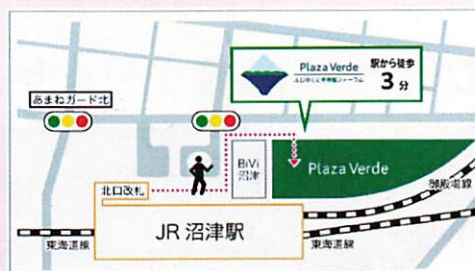 Plaza Verde
ふじのくに千本松フォーラム
駅から徒歩
3分
あまねガード北
BiVi
沼津
Plaza Verde
北口改札
御殿場線
JR 沼津駅
東海道線
東海道線